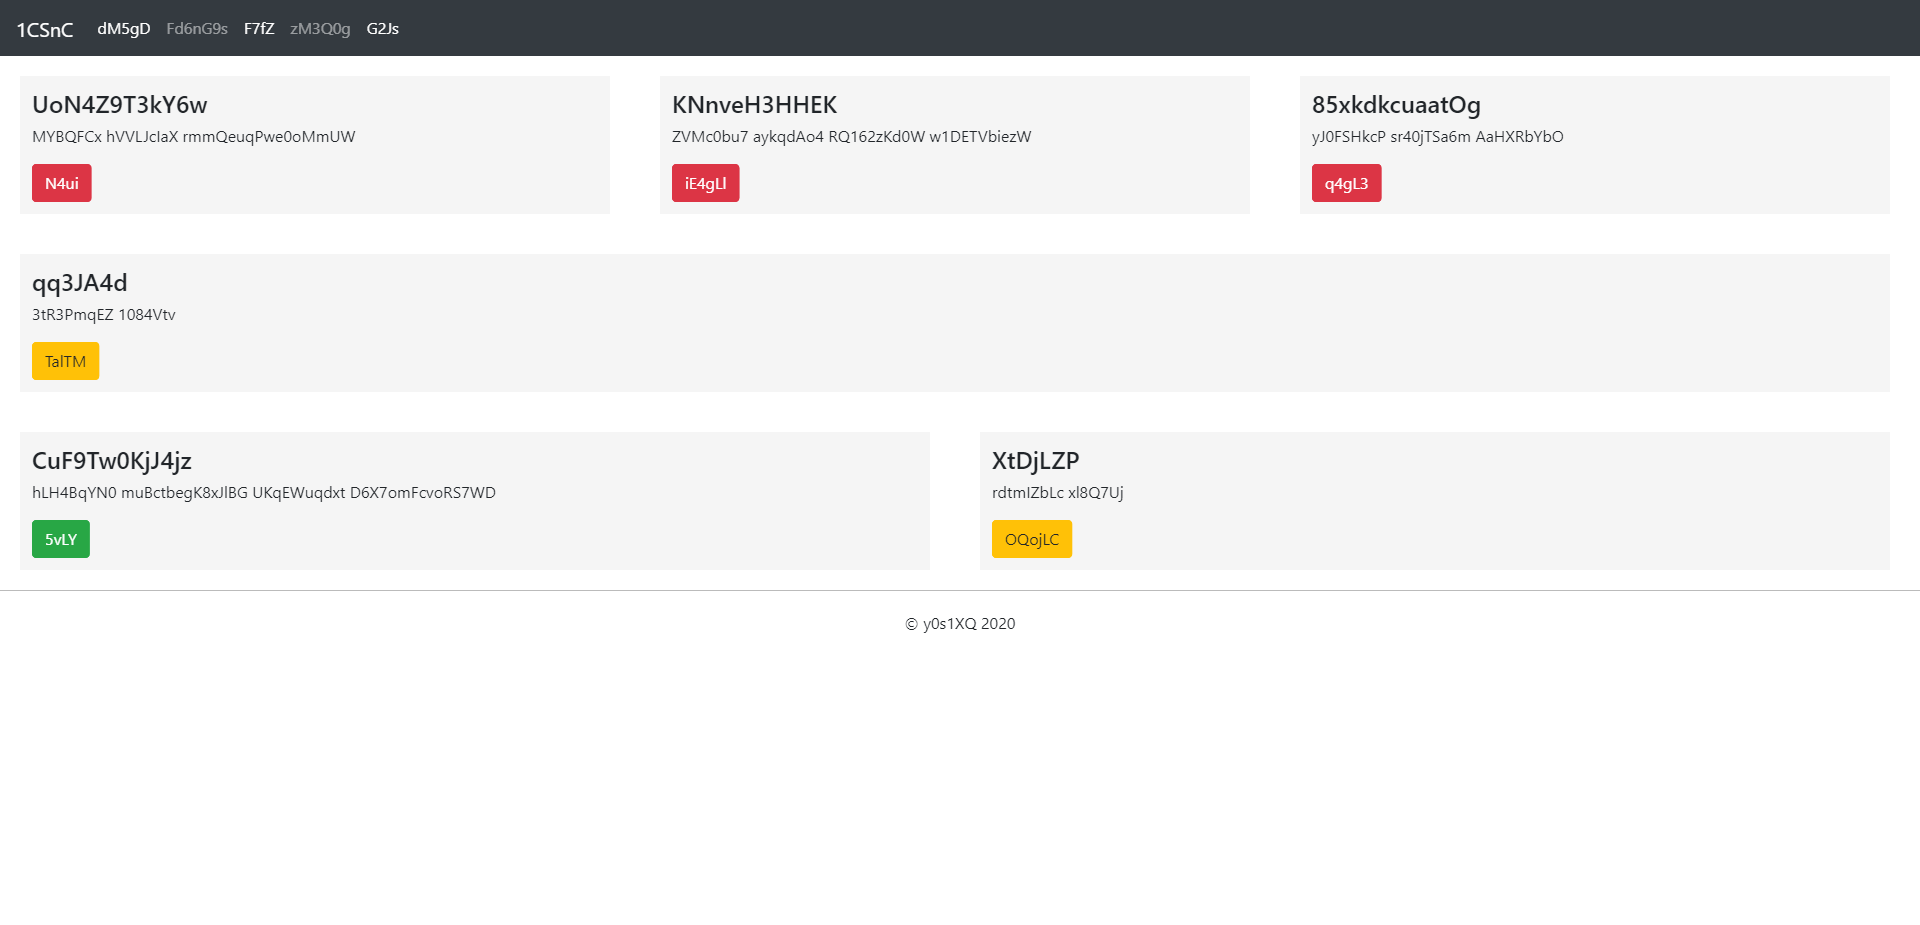 1CSnC dM5gD Fd6nG9s F7fZ zM3Q0g G2Js
UoN4Z9T3kY6w
MYBQFCx hVVLJcIaX rmmQeuqPwe0oMmUW
N4ui
KNnveH3HHEK
ZVMc0bu7 aykqdAo4 RQ162zKd0W w1DETVbiezW
iE4gLl
85xkdkcuaatOg
yJ0FSHkcP sr40jTSa6m AaHXRbYbO
q4gL3
qq3JA4d
3tR3PmqEZ 1084Vtv
TalTM
CuF9Tw0KjJ4jz
hLH4BqYN0 muBctbegK8xJlBG UKqEWuqdxt D6X7omFcvoRS7WD
5vLY
XtDjLZP
rdtmIZbLc xl8Q7Uj
OQojLC
© y0s1XQ 2020